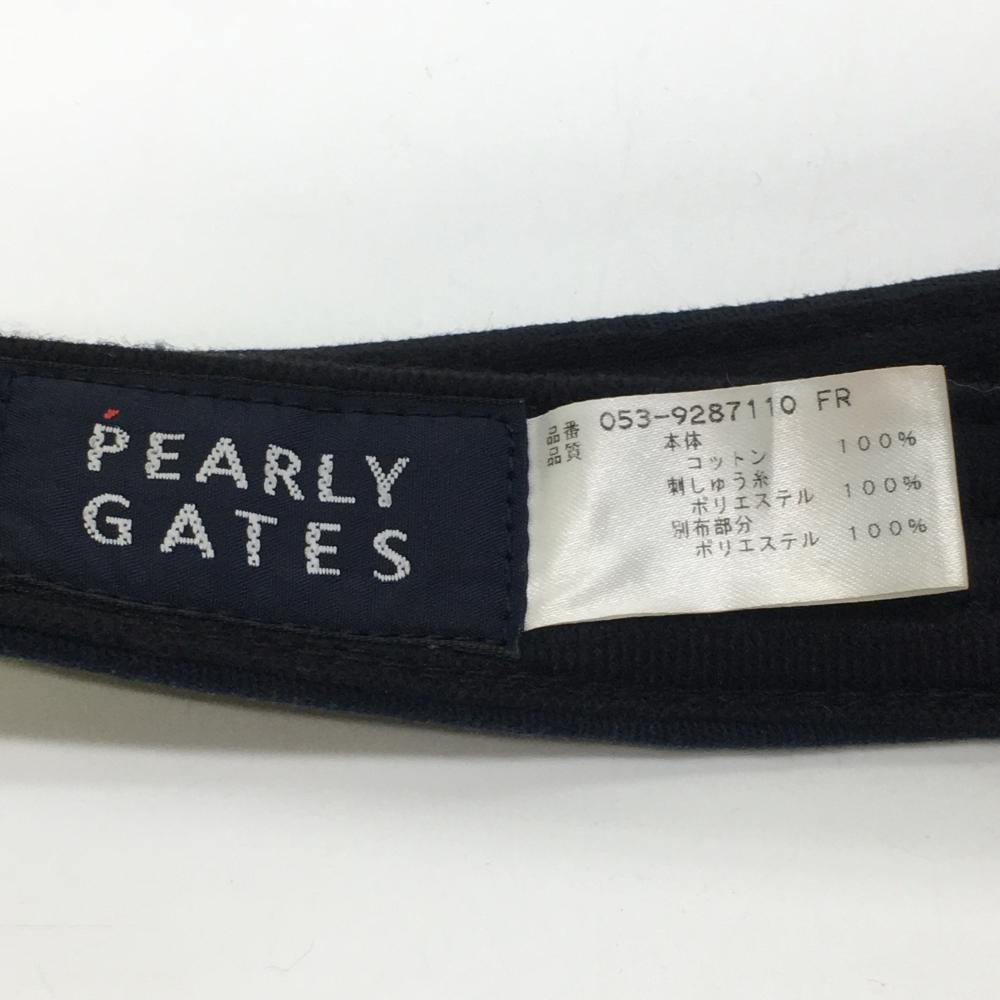 PEARLY
GATES
品番 053-9287110 FR
品質 本体
コットン 100%
刺しゅう糸
ポリエステル 100%
別布部分
ポリエステル 100%